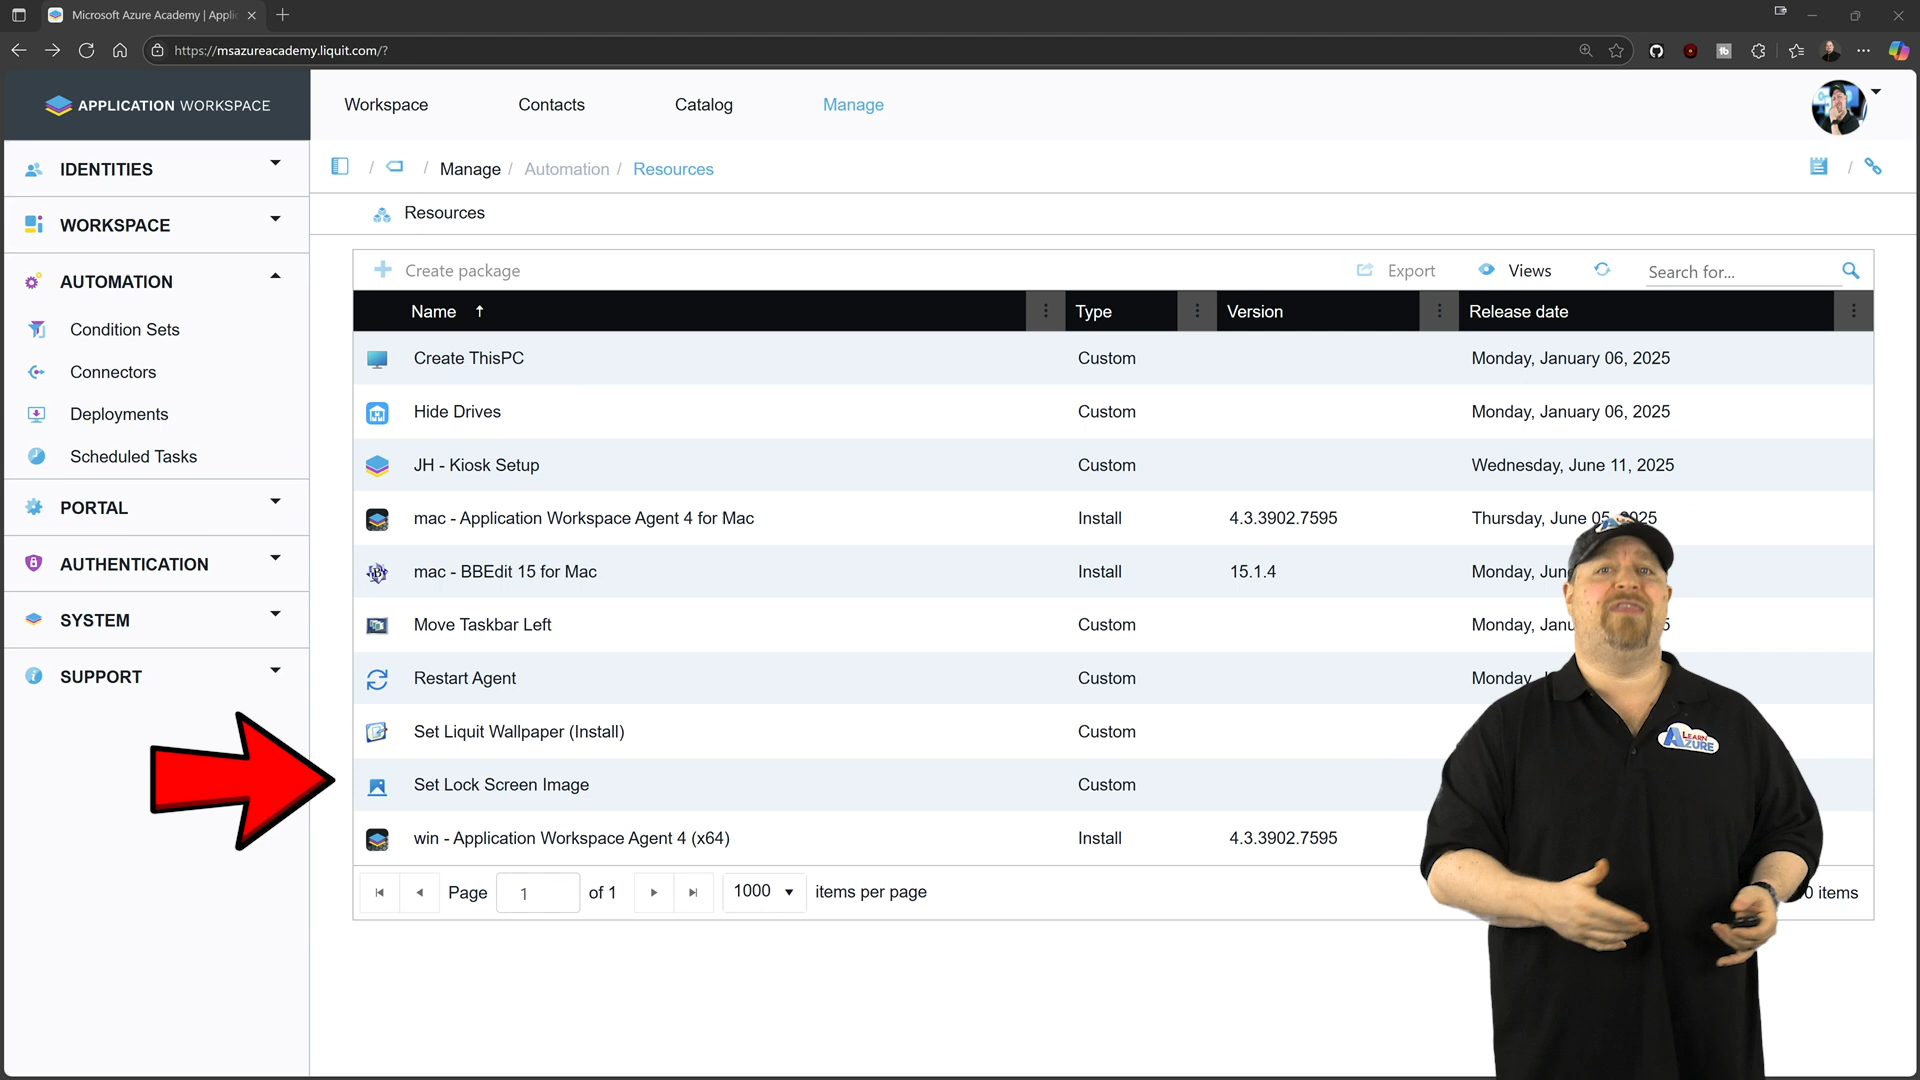 Microsoft Azure Academy | Applic
https://msazureacademy.liquit.com/?
APPLICATION WORKSPACE
Workspace
Contacts
Catalog
Manage
IDENTITIES
WORKSPACE
AUTOMATION
Condition Sets
Connectors
Deployments
Scheduled Tasks
PORTAL
AUTHENTICATION
SYSTEM
SUPPORT
/ / Manage / Automation / Resources
/
Resources
Create package
Export
Views
Search for...
Name ↑ Type Version Release date
Create ThisPC Custom Monday, January 06, 2025
Hide Drives Custom Monday, January 06, 2025
JH - Kiosk Setup Custom Wednesday, June 11, 2025
mac - Application Workspace Agent 4 for Mac Install 4.3.3902.7595 Thursday, June 05, 2025
mac - BBEdit 15 for Mac Install 15.1.4 Monday, Jun
Move Taskbar Left Custom Monday, Janu 5
Restart Agent Custom Monday,
Set Liquit Wallpaper (Install) Custom
Set Lock Screen Image Custom
win - Application Workspace Agent 4 (x64) Install 4.3.3902.7595
Page 1 of 1 1000 items per page 0 items
LEARN
AZURE